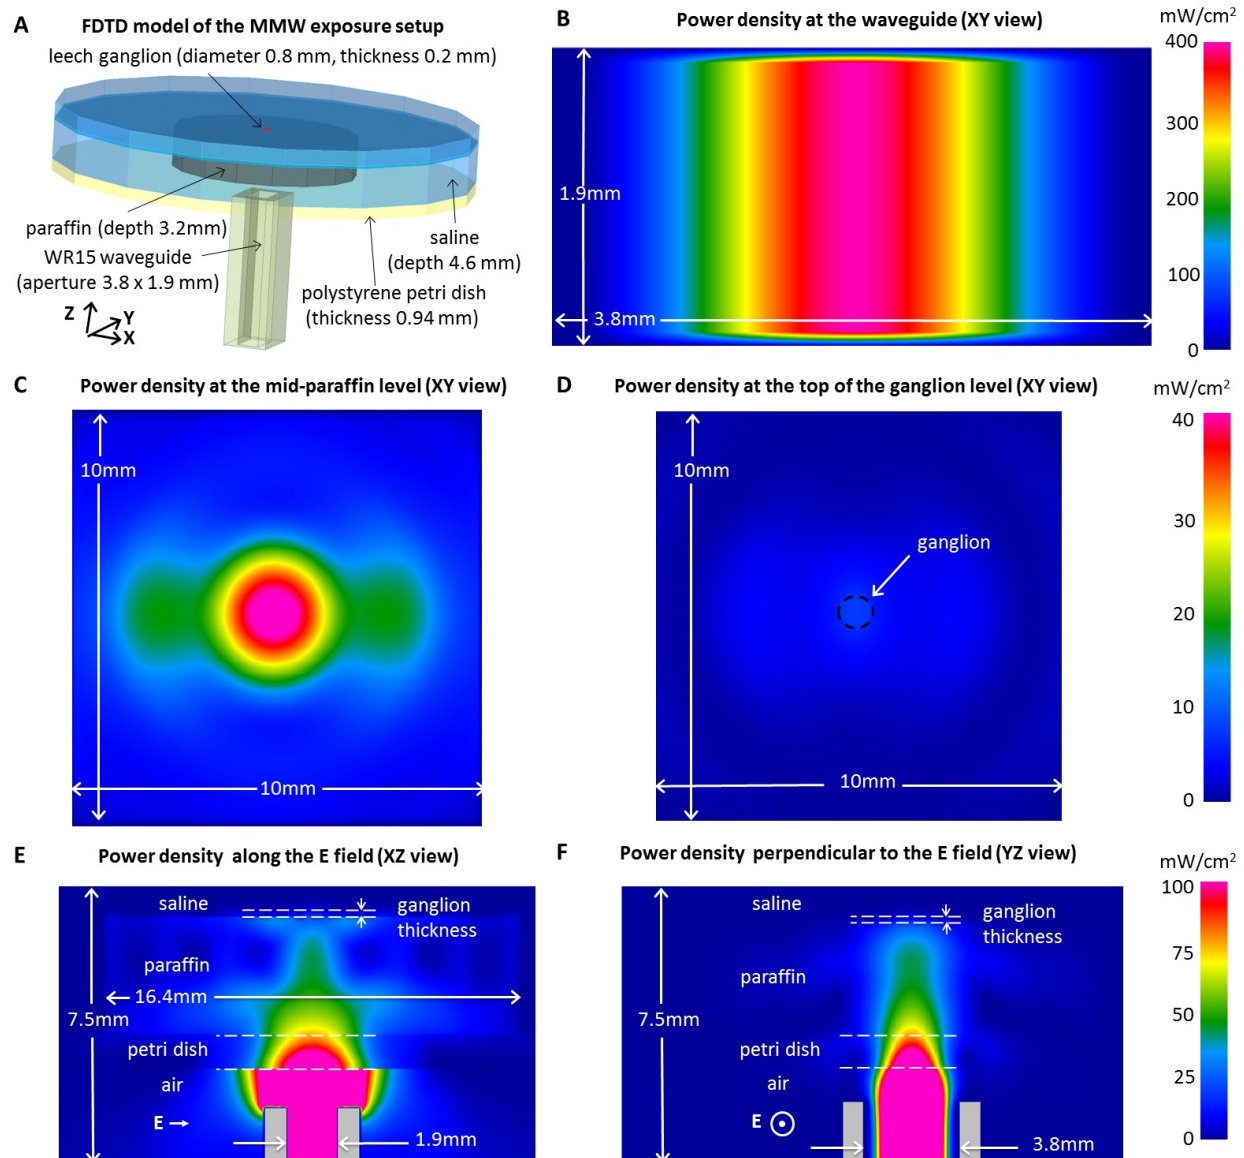 A
FDTD model of the MMW exposure setup
leech ganglion (diameter 0.8 mm, thickness 0.2 mm)
paraffin (depth 3.2mm)
WR15 waveguide
(aperture 3.8 x 1.9 mm)
saline
(depth 4.6 mm)
polystyrene petri dish
(thickness 0.94 mm)
Z
Y
X
B
Power density at the waveguide (XY view)
mW/cm²
400
300
200
100
0
1.9mm
3.8mm
C
Power density at the mid-paraffin level (XY view)
10mm
10mm
D
Power density at the top of the ganglion level (XY view)
mW/cm²
40
30
20
10
0
10mm
ganglion
10mm
E
Power density along the E field (XZ view)
saline
ganglion
thickness
paraffin
16.4mm
7.5mm
petri dish
air
E
1.9mm
F
Power density perpendicular to the E field (YZ view)
mW/cm²
100
75
50
25
0
saline
ganglion
thickness
paraffin
7.5mm
petri dish
air
E
3.8mm